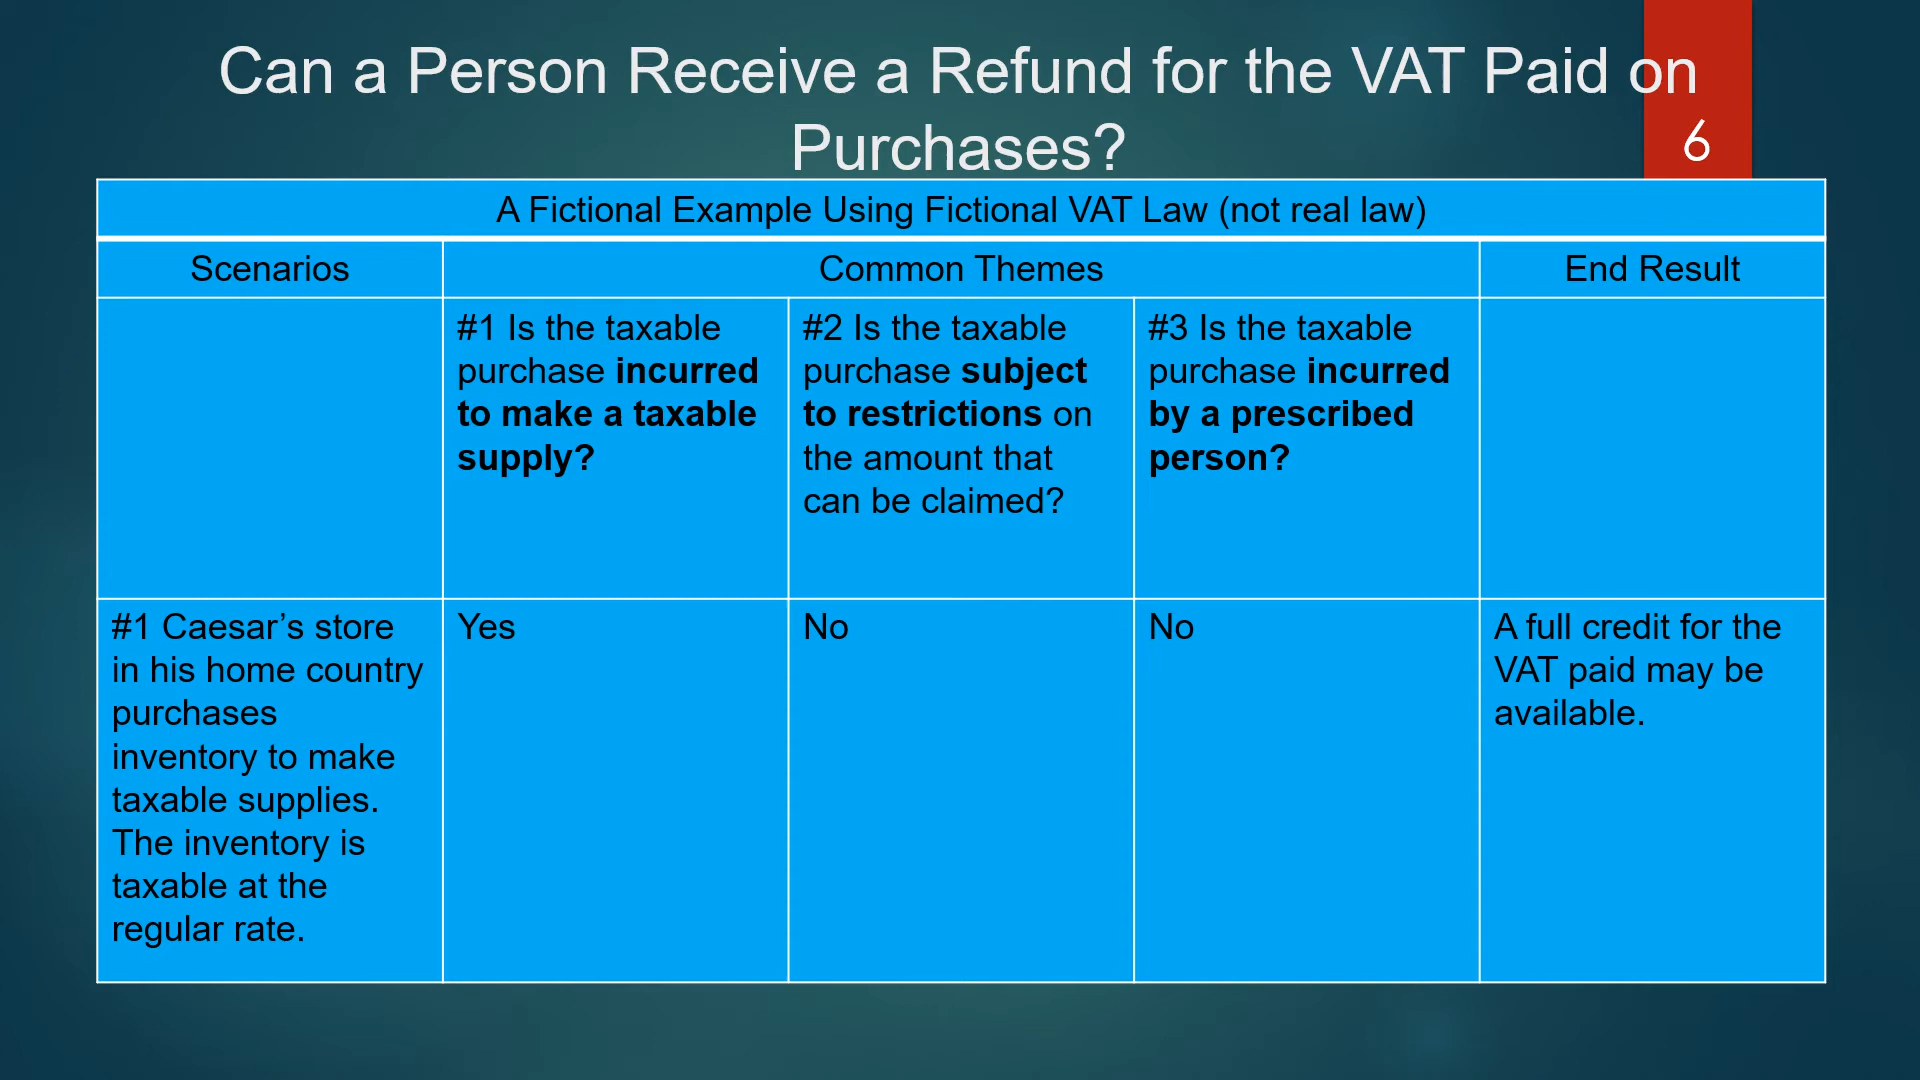 Can a Person Receive a Refund for the VAT Paid on
Purchases?
6
A Fictional Example Using Fictional VAT Law (not real law)
Scenarios
Common Themes
End Result
#1 Is the taxable
purchase incurred
to make a taxable
supply?
#2 Is the taxable
purchase subject
to restrictions on
the amount that
can be claimed?
#3 Is the taxable
purchase incurred
by a prescribed
person?
#1 Caesar’s store
in his home country
purchases
inventory to make
taxable supplies.
The inventory is
taxable at the
regular rate.
Yes
No
No
A full credit for the
VAT paid may be
available.